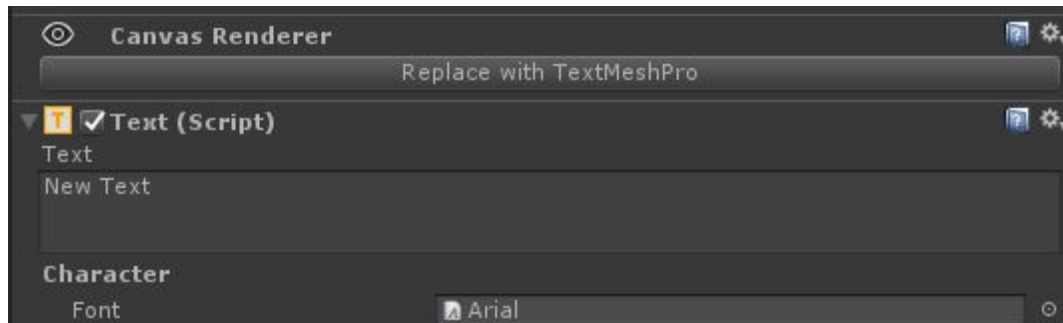 Canvas Renderer
Replace with TextMeshPro
Text (Script)
Text
New Text
Character
Font Arial